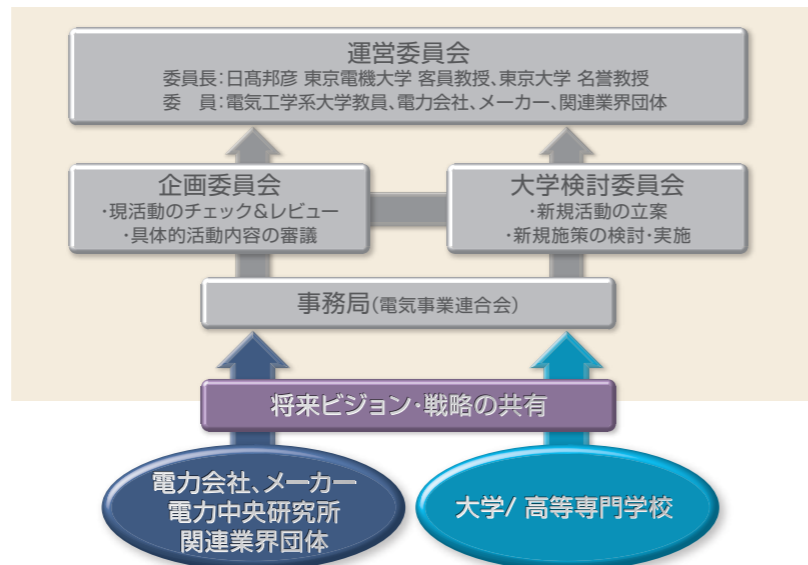 運営委員会
委員長:日髙邦彦 東京電機大学 客員教授、東京大学 名誉教授
委　員:電気工学系大学教員、電力会社、メーカー、関連業界団体
企画委員会
・現活動のチェック&レビュー
・具体的活動内容の審議
大学検討委員会
・新規活動の立案
・新規施策の検討・実施
事務局(電気事業連合会)
将来ビジョン・戦略の共有
電力会社、メーカー
電力中央研究所
関連業界団体
大学/ 高等専門学校